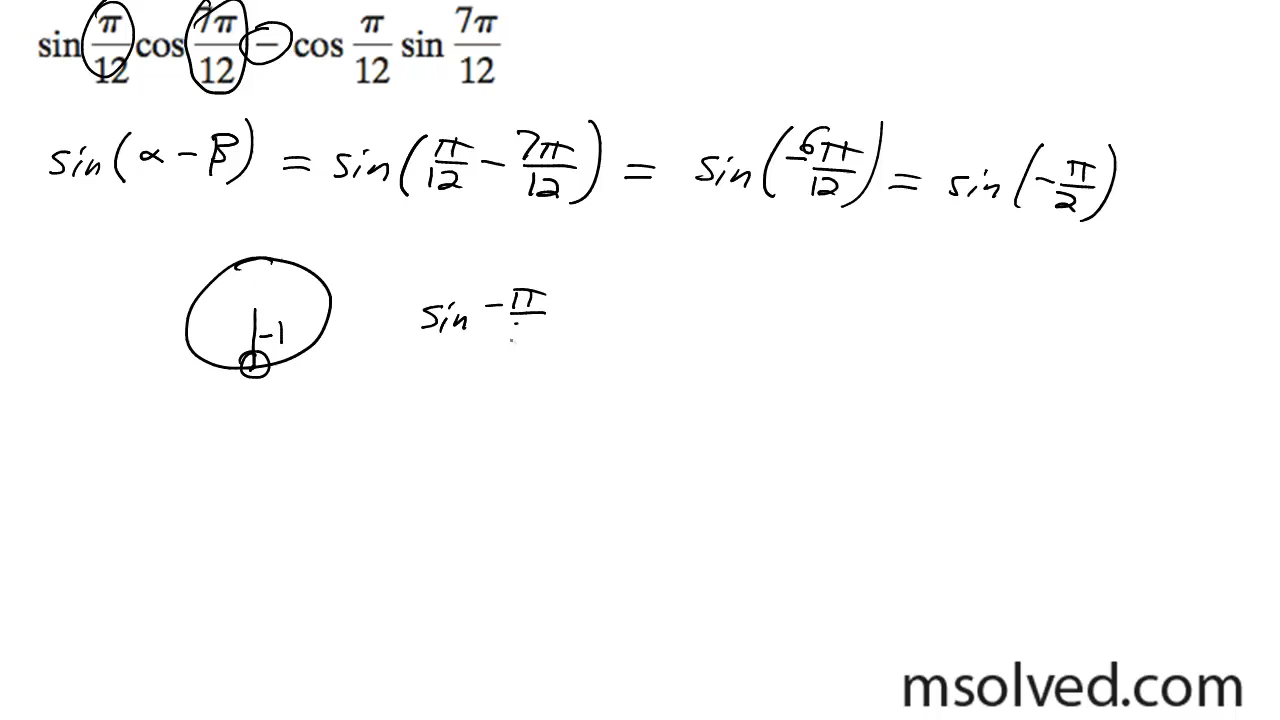 sin π/12 cos 7π/12 − cos π/12 sin 7π/12
sin(α − β) = sin(π/12 − 7π/12) = sin(−6π/12) = sin(−π/2)
−1 sin −π/
msolved.com